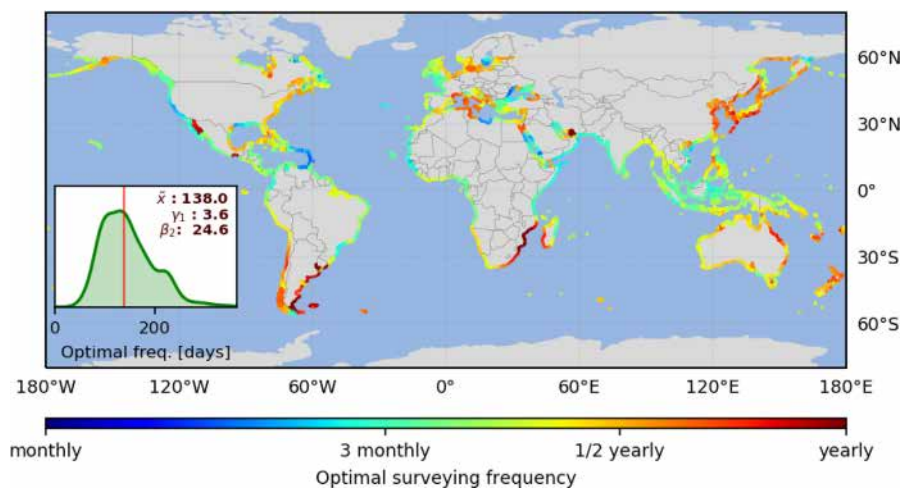 60°N
30°N
0°
30°S
60°S
x̃ : 138.0
γ₁ : 3.6
β₂: 24.6
0 200
Optimal freq. [days]
180°W 120°W 60°W 0° 60°E 120°E 180°E
monthly 3 monthly 1/2 yearly yearly
Optimal surveying frequency